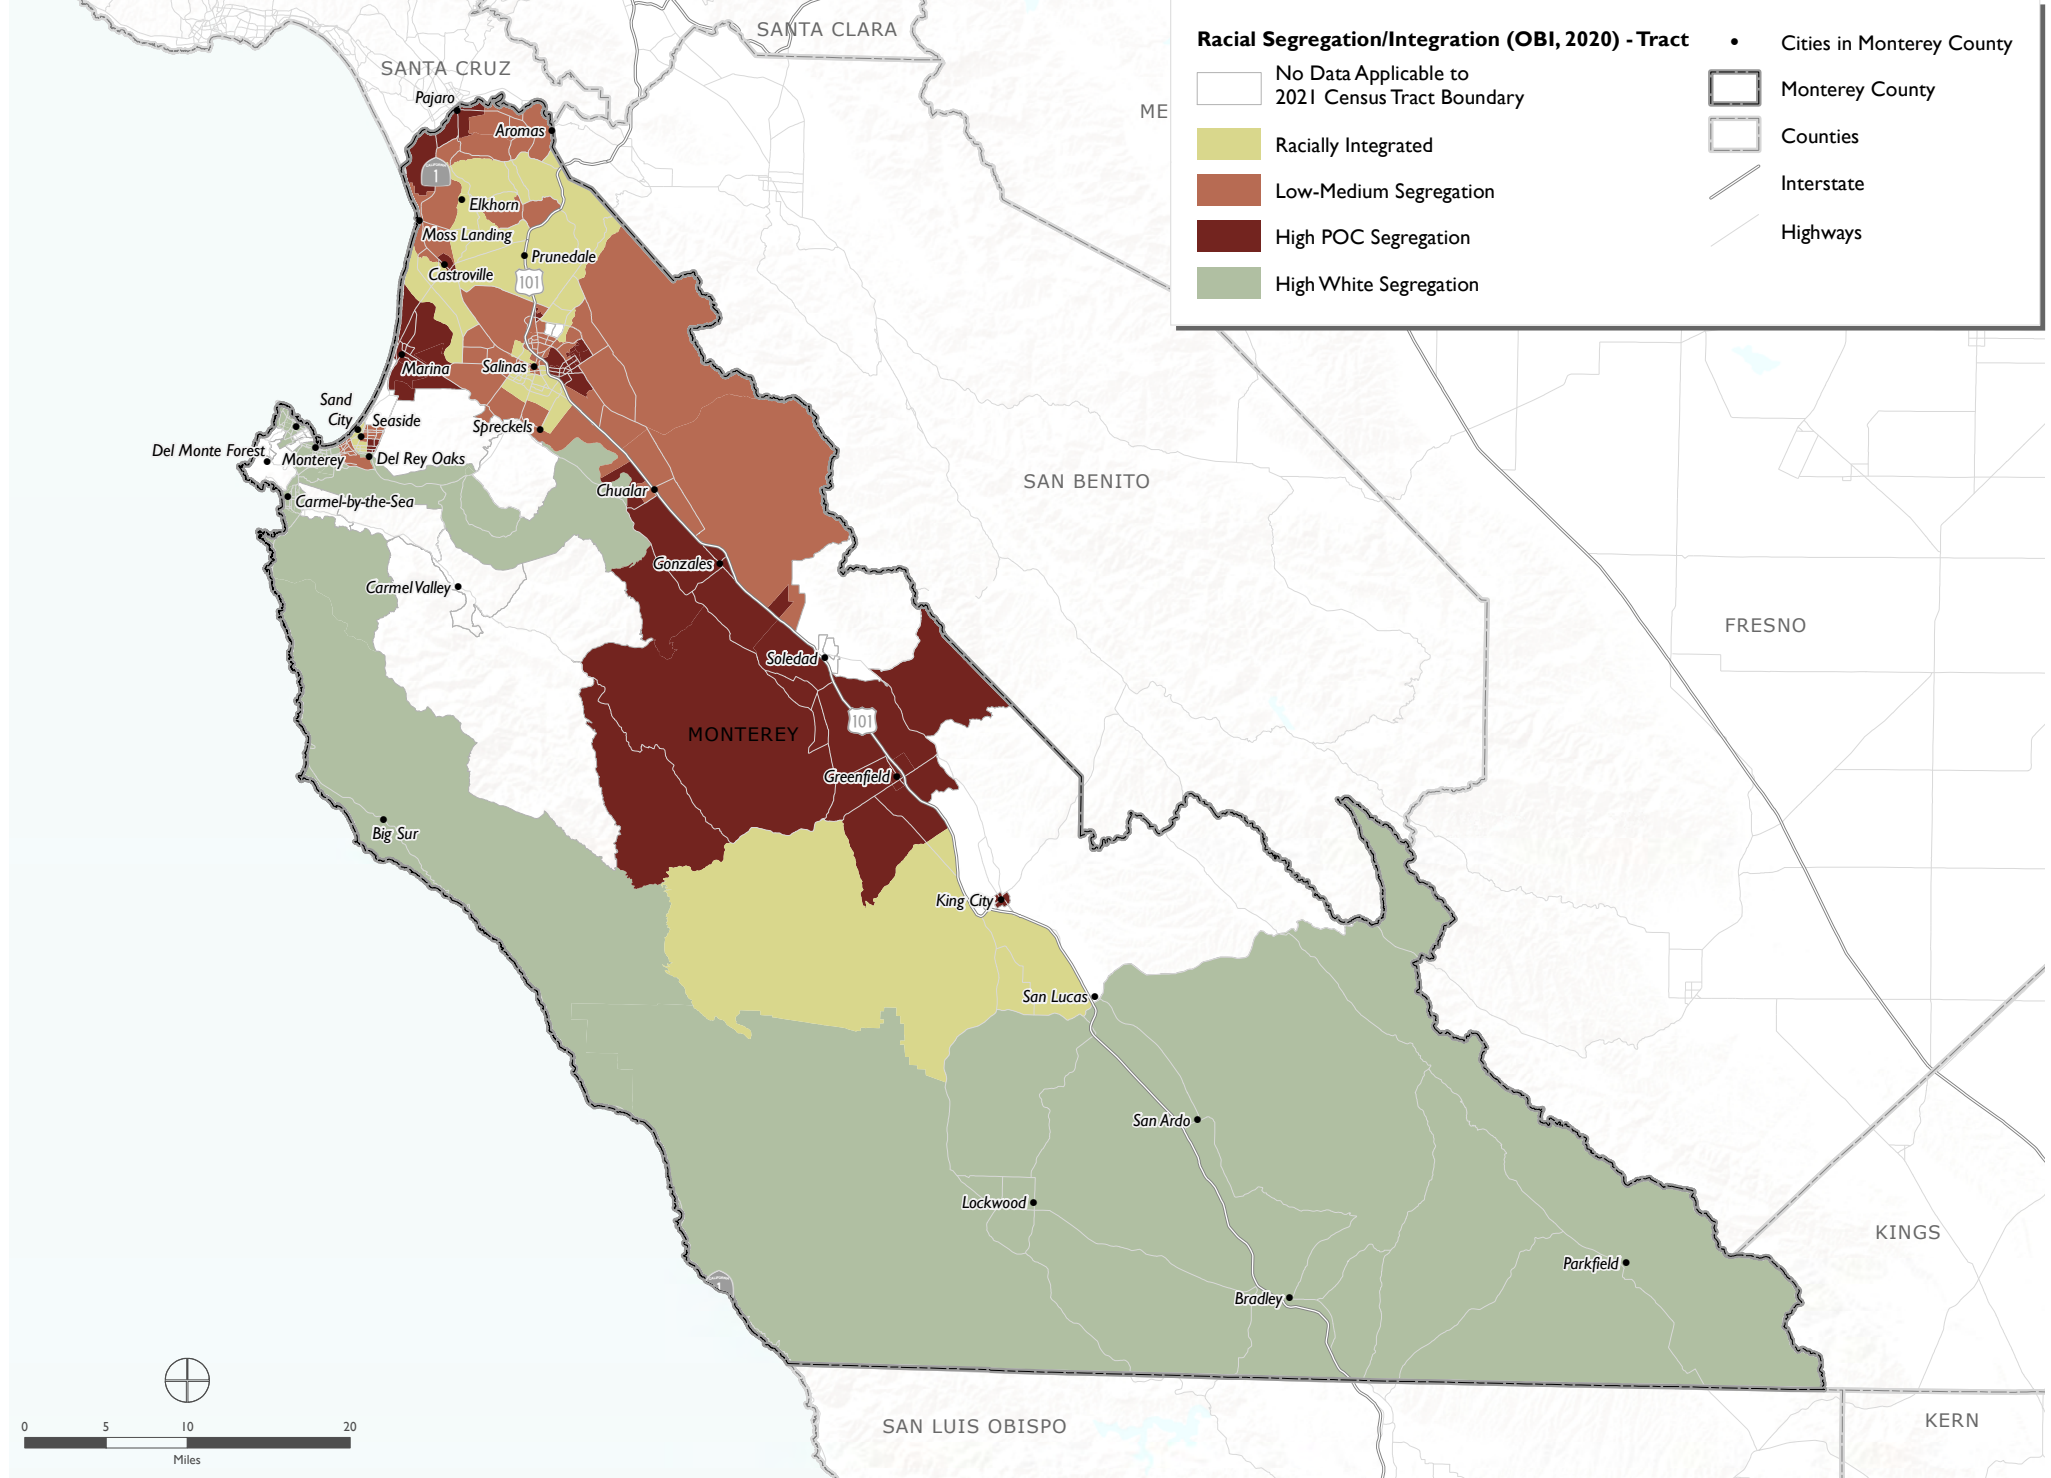 Racial Segregation/Integration (OBI, 2020) - Tract
No Data Applicable to
2021 Census Tract Boundary
Racially Integrated
Low-Medium Segregation
High POC Segregation
High White Segregation
Cities in Monterey County
Monterey County
Counties
Interstate
Highways
SANTA CLARA
SANTA CRUZ
ME
Pajaro
Aromas
1
Elkhorn
Moss Landing
Prunedale
Castroville
101
Marina
Salinas
Sand
City
Seaside
Spreckels
Del Monte Forest
Monterey
Del Rey Oaks
SAN BENITO
Chualar
Carmel-by-the-Sea
Gonzales
Carmel Valley
FRESNO
Soledad
101
MONTEREY
Greenfield
Big Sur
King City
San Lucas
San Ardo
Lockwood
KINGS
Parkfield
1
Bradley
SAN LUIS OBISPO
KERN
0 5 10 20
Miles